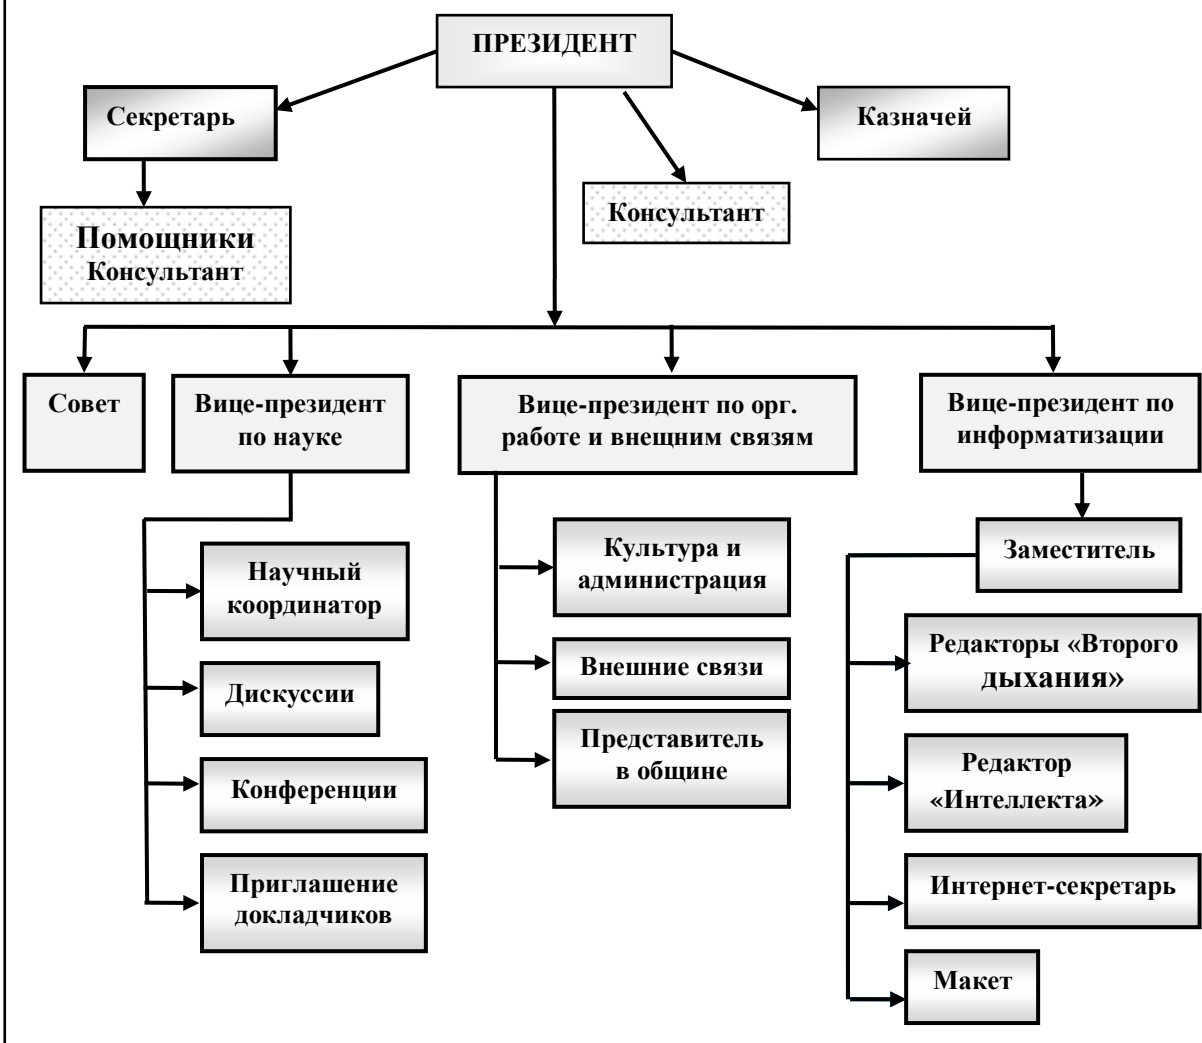 ПРЕЗИДЕНТ
Секретарь
Казначей
Помощники
Консультант
Консультант
Совет
Вице-президент
по науке
Вице-президент по орг.
работе и внещним связям
Вице-президент по
информатизации
Научный
координатор
Дискуссии
Конференции
Приглашение
докладчиков
Культура и
администрация
Внешние связи
Представитель
в общине
Заместитель
Редакторы «Второго
дыхания»
Редактор
«Интеллекта»
Интернет-секретарь
Макет